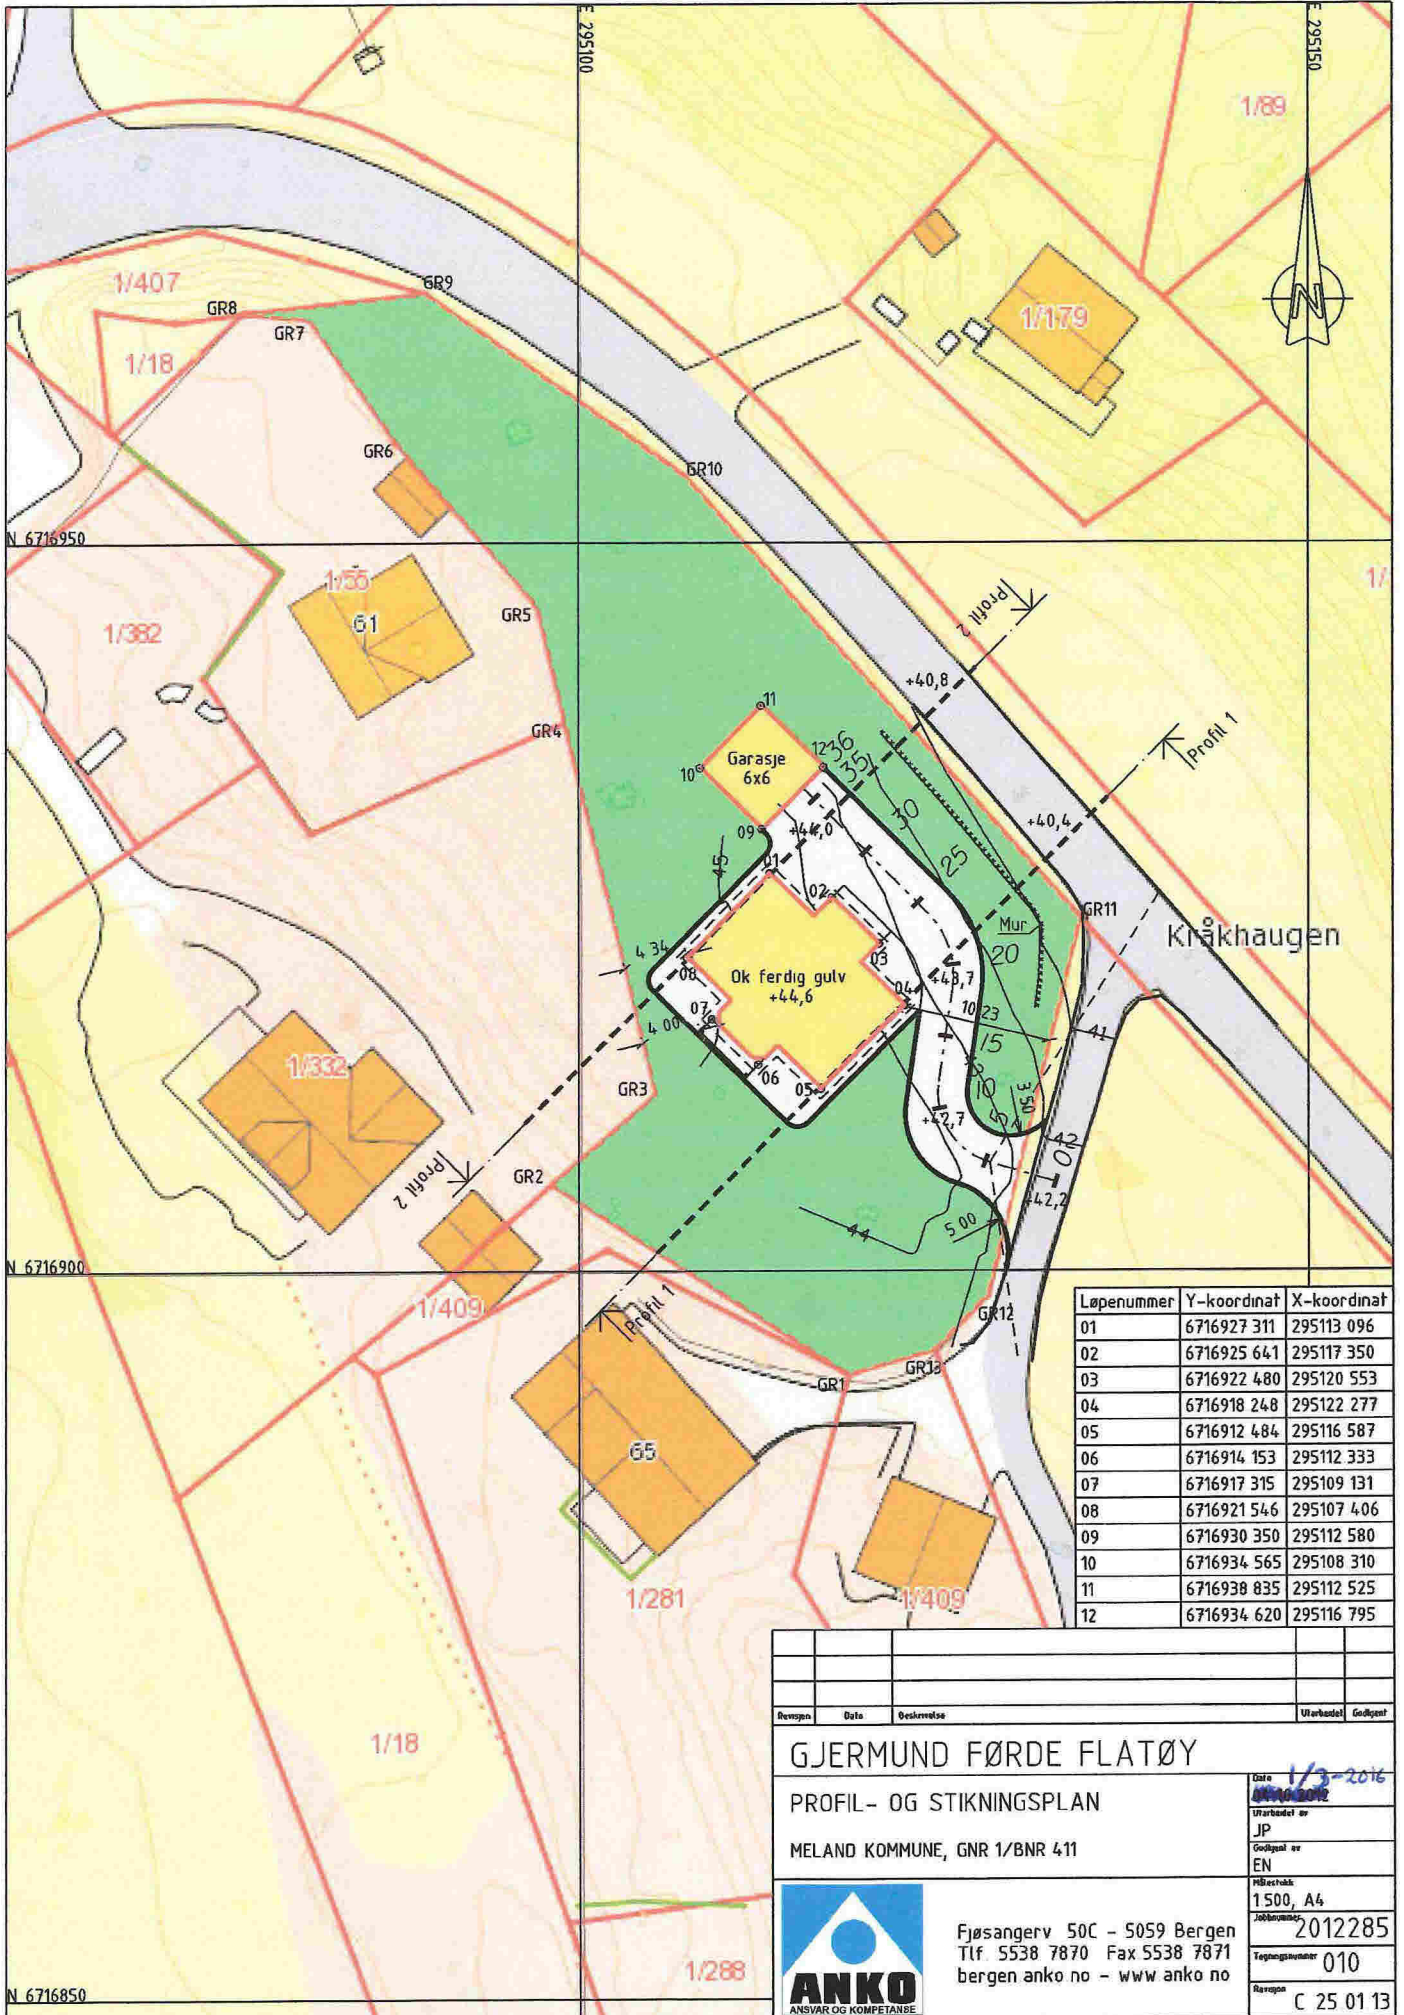 E 295100
E 295150
1/89
1/407
GR9
GR8
GR7
1/18
1/179
GR6
GR10
N 6716950
1/55
61
1/382
1/
Profil 2
GR5
+40,8
GR4
11
Profil 1
12
36
35
Garasje
6x6
10
30
+40,4
09
+44,0
25
01
45
02
GR11
Mur
Kråkhaugen
20
4 34
03
08
Ok ferdig gulv
+44,6
+43,7
04
07
10 23
4 00
15
41
1/332
06
10
GR3
05
3 50
5
+42,7
42
0
GR2
Profil 2
+42,2
44
5 00
N 6716900
1/409
Profil 1
GR12
GR13
GR1
65
1/281
1/409
Løpenummer Y-koordinat X-koordinat
01 6716927 311 295113 096
02 6716925 641 295117 350
03 6716922 480 295120 553
04 6716918 248 295122 277
05 6716912 484 295116 587
06 6716914 153 295112 333
07 6716917 315 295109 131
08 6716921 546 295107 406
09 6716930 350 295112 580
10 6716934 565 295108 310
11 6716938 835 295112 525
12 6716934 620 295116 795
1/18
1/288
N 6716850
Revisjon Dato Beskrivelse Utarbeidet Godkjent
GJERMUND FØRDE FLATØY
PROFIL- OG STIKNINGSPLAN
MELAND KOMMUNE, GNR 1/BNR 411
Dato 1/3-2016
Utarbeidet av
JP
Godkjent av
EN
Målestokk
1 500, A4
Jobbnummer
2012285
Tegningsnummer
010
Revisjon
C 25 01 13
Fjøsangerv 50C - 5059 Bergen
Tlf 5538 7870 Fax 5538 7871
bergen anko no - www anko no
ANKO
ANSVAR OG KOMPETANSE